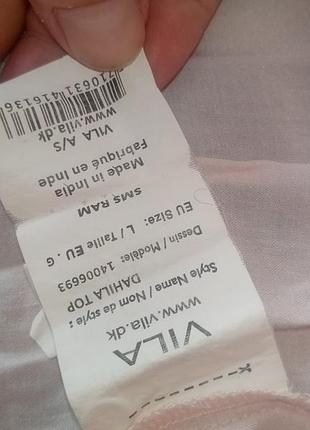 VILA
www.vila.dk
Style Name / Nom de style :
DAHILA TOP
Dessin / Modèle: 14006693
EU Size: L / Taille EU . G
SMS RAM
Made in India
Fabriqué en Inde
VILA A/S
www.vila.dk